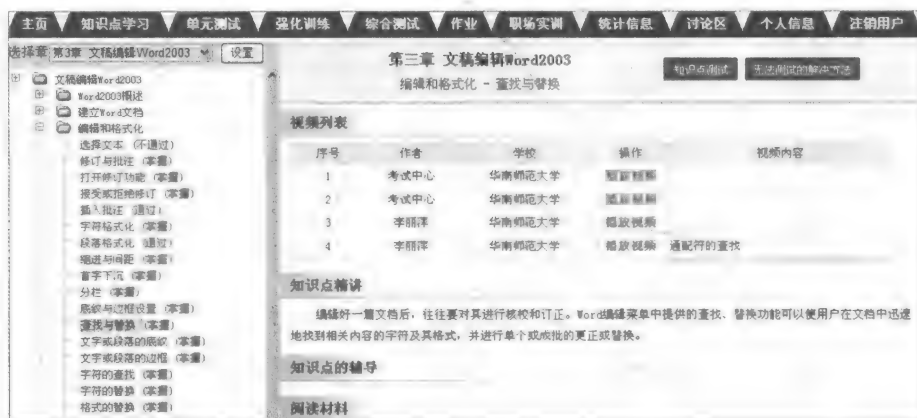 主页 知识点学习 单元测试 强化训练 综合测试 作业 职场实训 统计信息 讨论区 个人信息 注销用户
选择章 第3章 文稿编辑Word2003 设置
文稿编辑Word2003
Word2003概述
建立Word文档
编辑和格式化
选择文本 (不通过)
修订与批注 (掌握)
打开修订功能 (掌握)
接受或拒绝修订 (掌握)
插入批注 (通过)
字符格式化 (掌握)
段落格式化 (通过)
缩进与间距 (掌握)
首字下沉 (掌握)
分栏 (掌握)
底纹与边框设置 (掌握)
查找与替换 (掌握)
文字或段落的底纹 (掌握)
文字或段落的边框 (掌握)
字符的查找 (掌握)
字符的替换 (掌握)
格式的替换 (掌握)
第三章 文稿编辑Word2003
编辑和格式化 - 查找与替换
知识点测试 无法测试的解决方法
视频列表
序号 作者 学校 操作 视频内容
1 考试中心 华南师范大学 播放视频
2 考试中心 华南师范大学 播放视频
3 李丽萍 华南师范大学 播放视频
4 李丽萍 华南师范大学 播放视频 通配符的查找
知识点精讲
编辑好一篇文档后，往往要对其进行核校和订正。Word编辑菜单中提供的查找、替换功能可以使用户在文档中迅速
地找到相关内容的字符及其格式，并进行单个或成批的更正或替换。
知识点的辅导
阅读材料